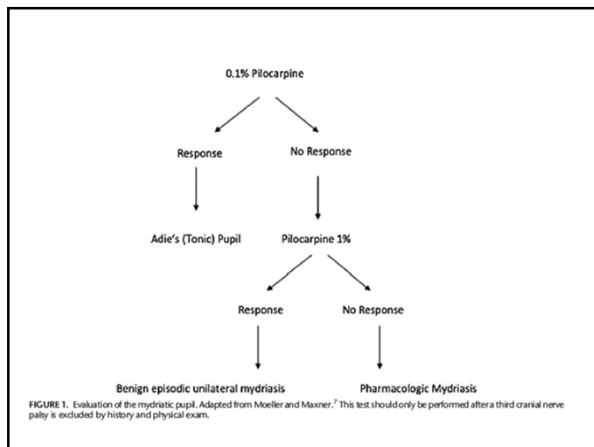 0.1% Pilocarpine
Response
No Response
Adie's (Tonic) Pupil
Pilocarpine 1%
Response
No Response
Benign episodic unilateral mydriasis
Pharmacologic Mydriasis
FIGURE 1. Evaluation of the mydriatic pupil. Adapted from Moeller and Maxner.7 This test should only be performed after a third cranial nerve
palsy is excluded by history and physical exam.